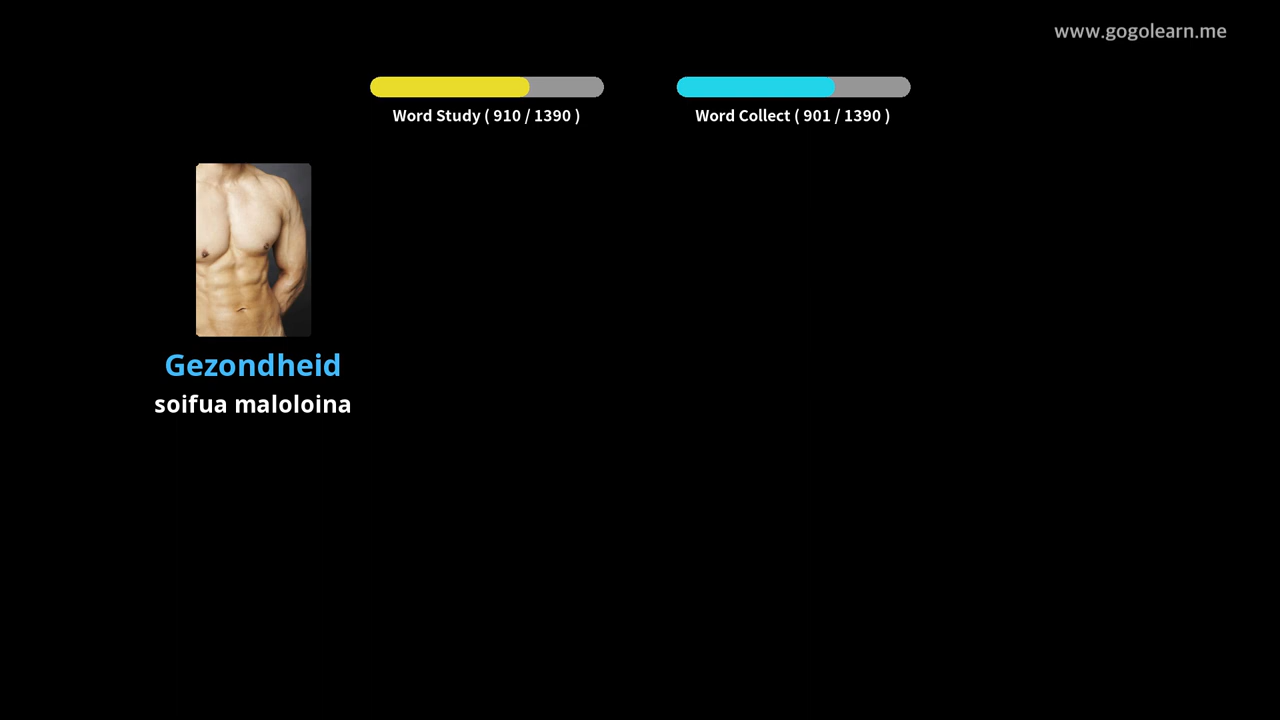 www.gogolearn.me
Word Study ( 910 / 1390 )
Word Collect ( 901 / 1390 )
Gezondheid
soifua maloloina